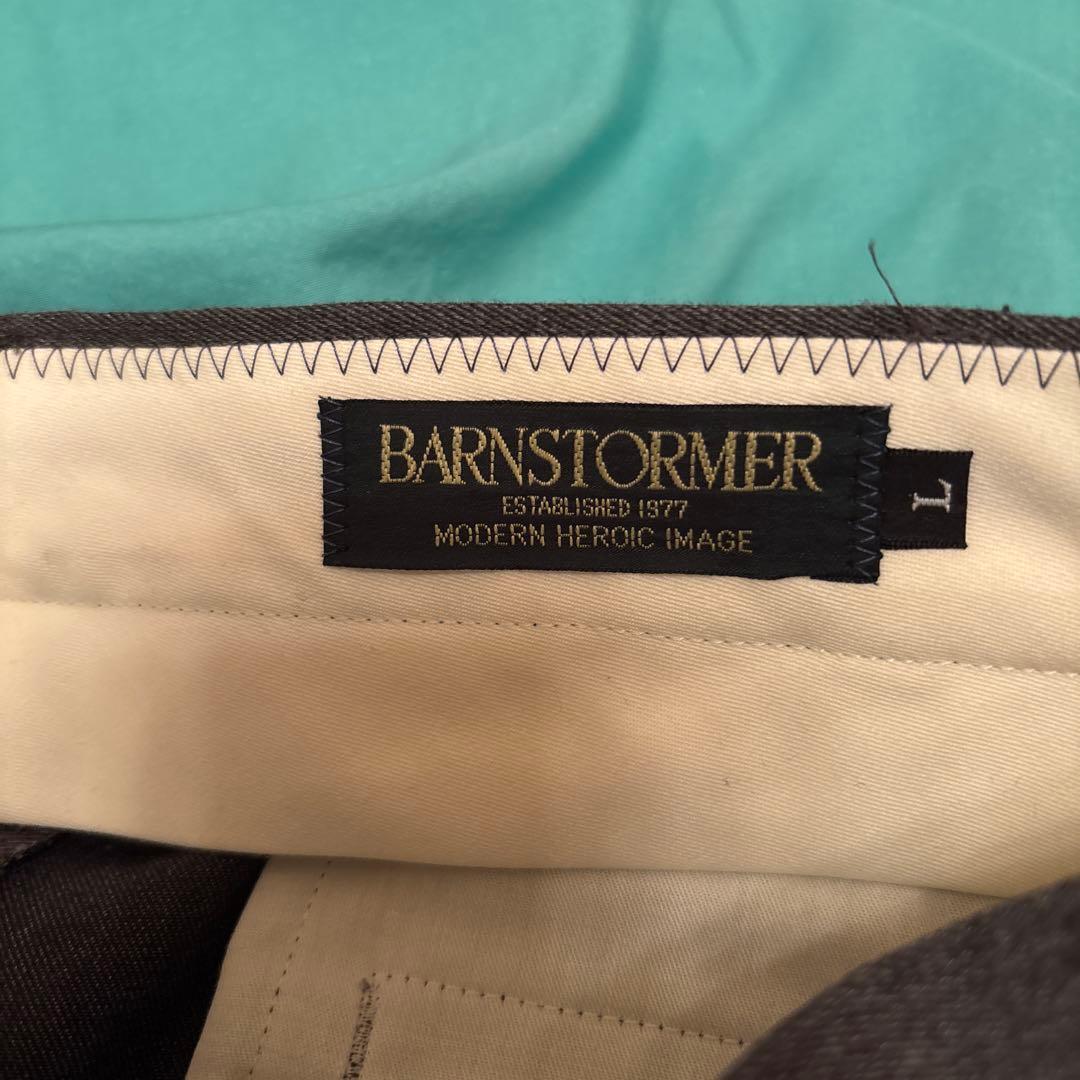 BARNSTORMER
ESTABLISHED 1977
MODERN HEROIC IMAGE
L